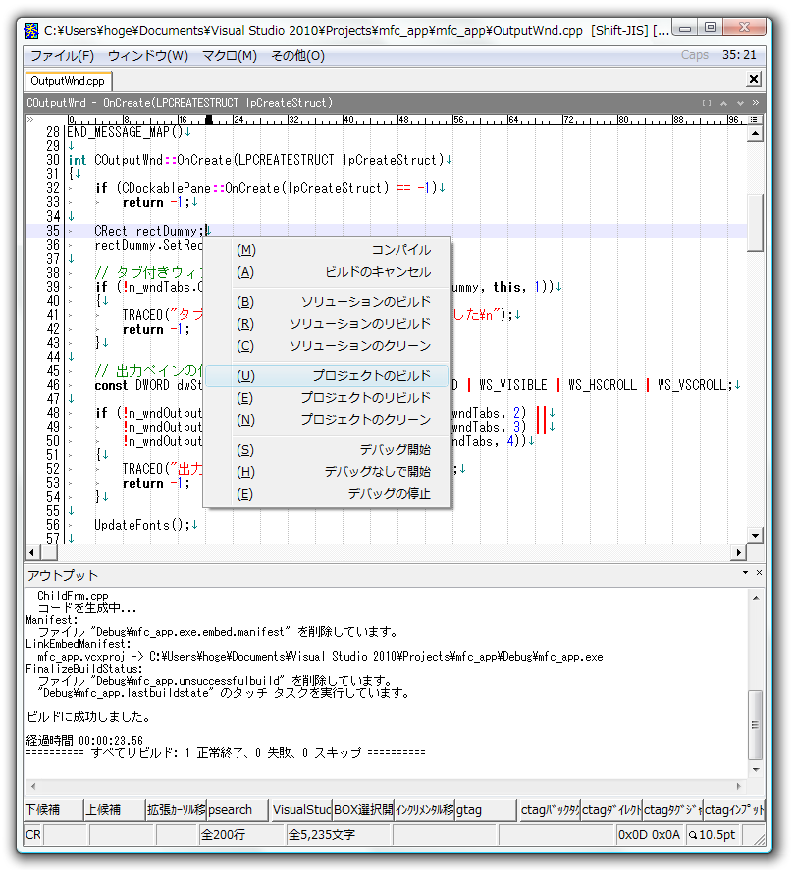 C:¥Users¥hoge¥Documents¥Visual Studio 2010¥Projects¥mfc_app¥mfc_app¥OutputWnd.cpp [Shift-JIS] [...
ファイル(F) ウィンドウ(W) マクロ(M) その他(O) Caps 35:21
OutputWnd.cpp
COutputWnd - OnCreate(LPCREATESTRUCT lpCreateStruct)
0 8 16 24 32 40 48 56 64 72 80 88 96
28 END_MESSAGE_MAP()↓
29 ↓
30 int COutputWnd::OnCreate(LPCREATESTRUCT lpCreateStruct)↓
31 {↓
32 if (CDockablePane::OnCreate(lpCreateStruct) == -1)↓
33 return -1;↓
34 ↓
35 CRect rectDummy;↓
36 rectDummy.SetRec
37 ↓
38 // タブ付きウィ
39 if (!m_wndTabs.C ummy, this, 1))↓
40 {↓
41 TRACE0("タブ した¥n");↓
42 return -1;
43 }↓
44 ↓
45 // 出力ペインの
46 const DWORD dwSt D | WS_VISIBLE | WS_HSCROLL | WS_VSCROLL;↓
47
48 if (!m_wndOutput wndTabs, 2) ||↓
49 !m_wndOutput wndTabs, 3) ||↓
50 !m_wndOutput ndTabs, 4))↓
51 {↓
52 TRACE0("出力 ;↓
53 return -1;
54 }↓
55 ↓
56 UpdateFonts();↓
57 ↓
(M) コンパイル
(A) ビルドのキャンセル
(B) ソリューションのビルド
(R) ソリューションのリビルド
(C) ソリューションのクリーン
(U) プロジェクトのビルド
(E) プロジェクトのリビルド
(N) プロジェクトのクリーン
(S) デバッグ開始
(H) デバッグなしで開始
(E) デバッグの停止
アウトプット
ChildFrm.cpp
コードを生成中...
Manifest:
ファイル "Debug¥mfc_app.exe.embed.manifest" を削除しています。
LinkEmbedManifest:
mfc_app.vcxproj -> C:¥Users¥hoge¥Documents¥Visual Studio 2010¥Projects¥mfc_app¥Debug¥mfc_app.exe
FinalizeBuildStatus:
ファイル "Debug¥mfc_app.unsuccessfulbuild" を削除しています。
"Debug¥mfc_app.lastbuildstate" のタッチ タスクを実行しています。
ビルドに成功しました。
経過時間 00:00:23.56
========== すべてリビルド: 1 正常終了、0 失敗、0 スキップ ==========
下候補 上候補 拡張カーソル移 psearch VisualStud BOX選択開 インクリメンタル移 gtag ctagバックタグ ctagダイレクト ctagタグジャ ctagインプット
CR 全200行 全5,235文字 0x0D 0x0A 10.5pt